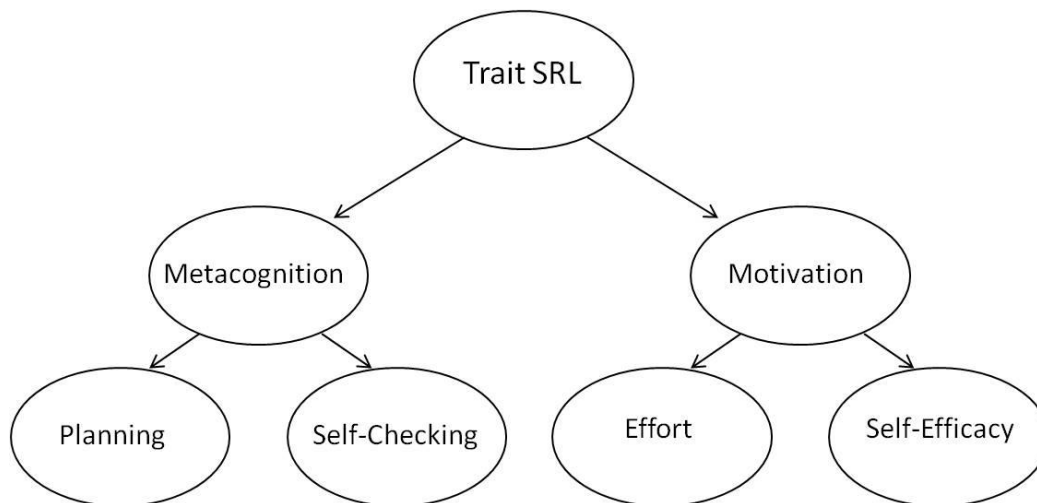 Trait SRL
Metacognition
Motivation
Planning
Self-Checking
Effort
Self-Efficacy